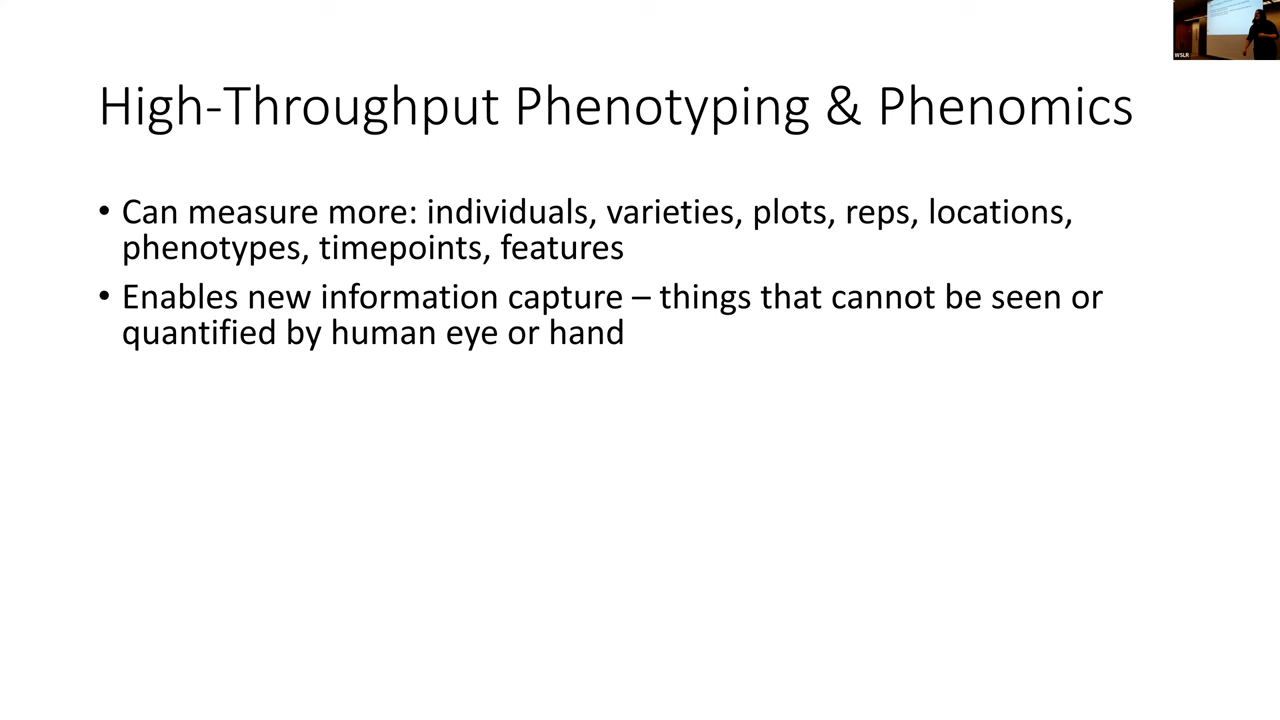 High-Throughput Phenotyping & Phenomics
• Can measure more: individuals, varieties, plots, reps, locations,
phenotypes, timepoints, features
• Enables new information capture – things that cannot be seen or
quantified by human eye or hand
WSLR